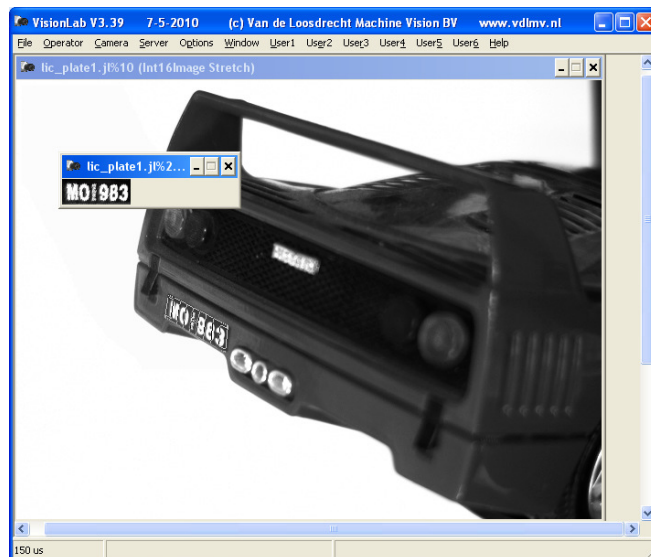 VisionLab V3.39 7-5-2010 (c) Van de Loosdrecht Machine Vision BV www.vdlmv.nl
File Operator Camera Server Options Window User1 User2 User3 User4 User5 User6 Help
lic_plate1.jl%10 (Int16Image Stretch)
lic_plate1.jl%2...
MO 983
MO 983
150 us